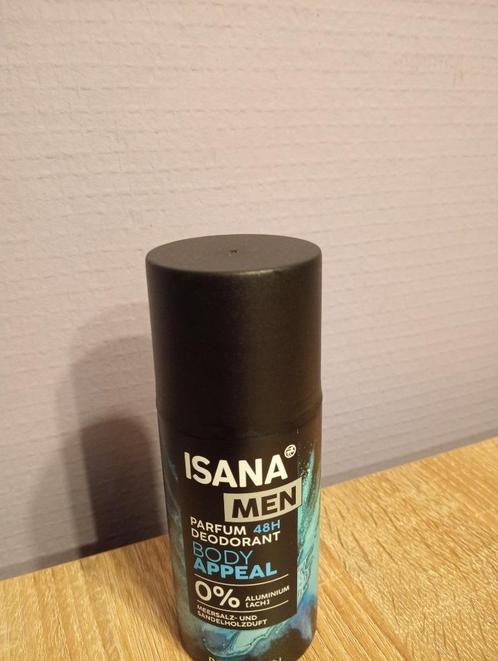 ISANA
MEN
PARFUM 48H
DEODORANT
BODY
APPEAL
0% ALUMINIUM
[ACH]
MEERSALZ- UND
SANDELHOLZDUFT